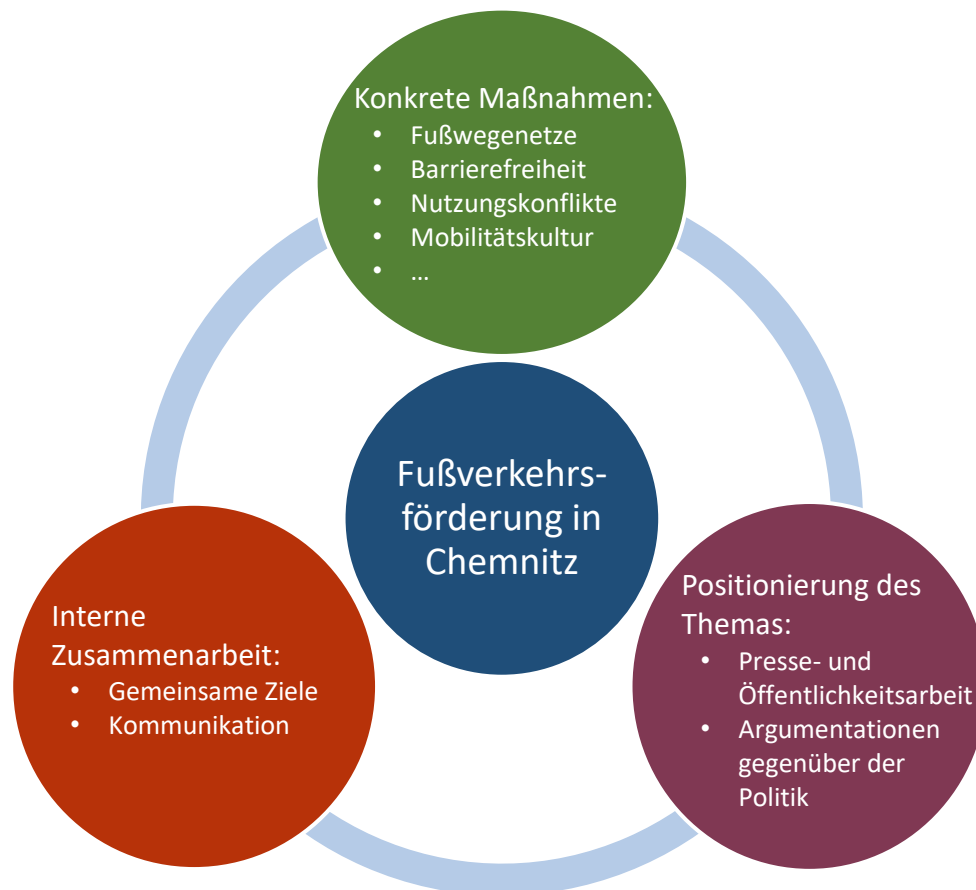 Konkrete Maßnahmen:
• Fußwegenetze
• Barrierefreiheit
• Nutzungskonflikte
• Mobilitätskultur
• …
Fußverkehrs-
förderung in
Chemnitz
Interne
Zusammenarbeit:
• Gemeinsame Ziele
• Kommunikation
Positionierung des
Themas:
• Presse- und
Öffentlichkeitsarbeit
• Argumentationen
gegenüber der
Politik